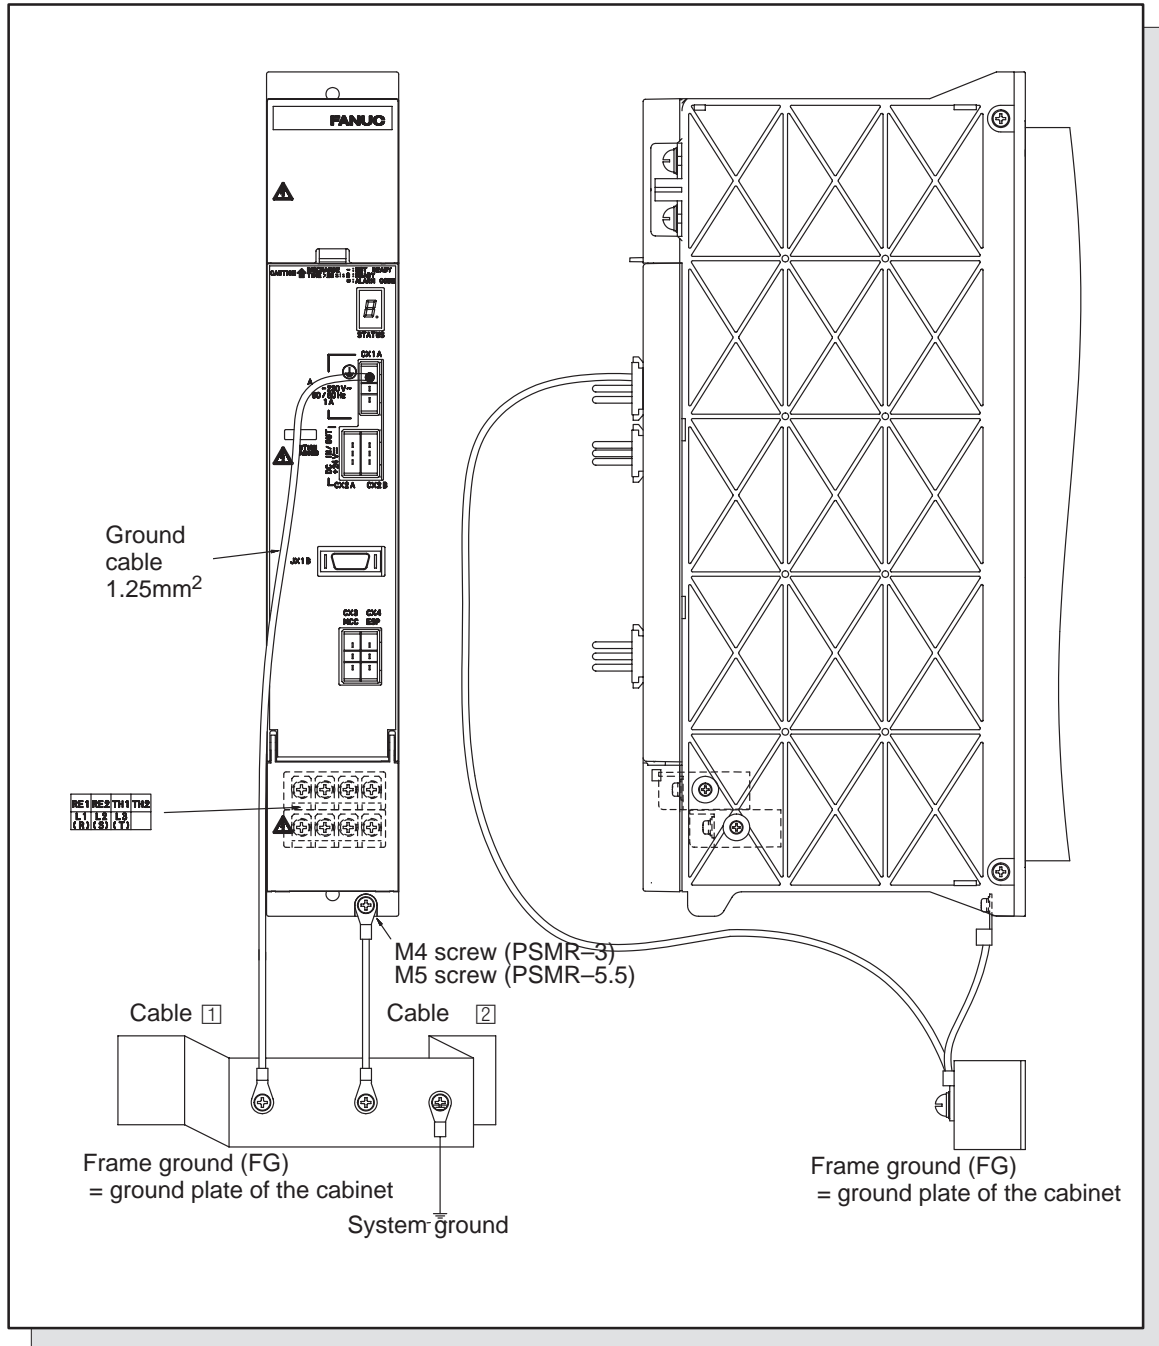 FANUC
STATUS
CX1A
1A
CX2A CX2B
Ground
cable
1.25mm2
JX1B
CX3 CX4
MCC ESP
RE1 RE2 TH1 TH2
L1 L2 L3
(R) (S) (T)
M4 screw (PSMR–3)
M5 screw (PSMR–5.5)
Cable 1
Cable 2
Frame ground (FG)
= ground plate of the cabinet
System ground
Frame ground (FG)
= ground plate of the cabinet